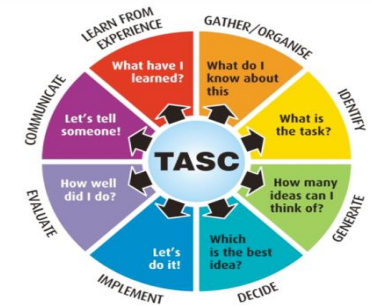 GATHER/ORGANISE
What do I
know about
this
IDENTIFY
What is
the task?
GENERATE
How many
ideas can I
think of?
DECIDE
Which
is the best
idea?
IMPLEMENT
Let's
do it!
EVALUATE
How well
did I do?
COMMUNICATE
Let's tell
someone!
LEARN FROM
EXPERIENCE
What have I
learned?
TASC